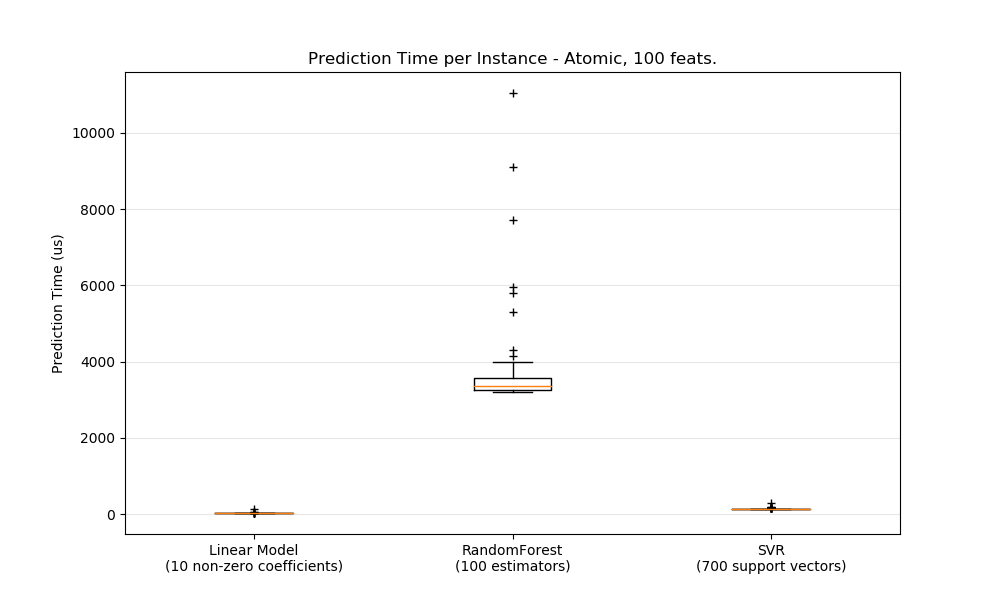 Prediction Time per Instance - Atomic, 100 feats.
Prediction Time (us)
10000
8000
6000
4000
2000
0
Linear Model
(10 non-zero coefficients)
RandomForest
(100 estimators)
SVR
(700 support vectors)